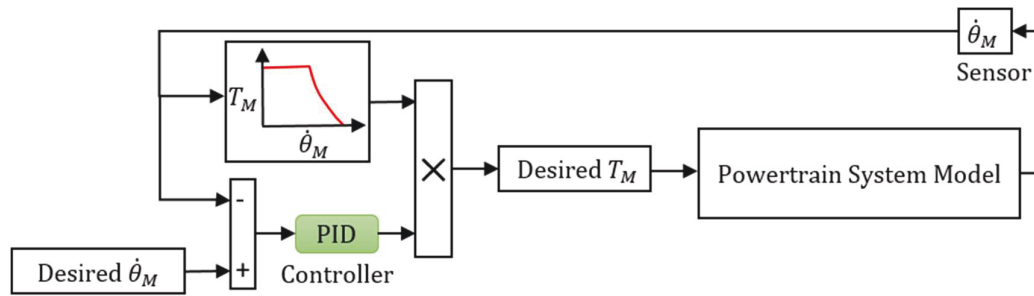 θ̇_M
Sensor
T_M
θ̇_M
×
Desired T_M
Powertrain System Model
-
PID
Controller
Desired θ̇_M
+